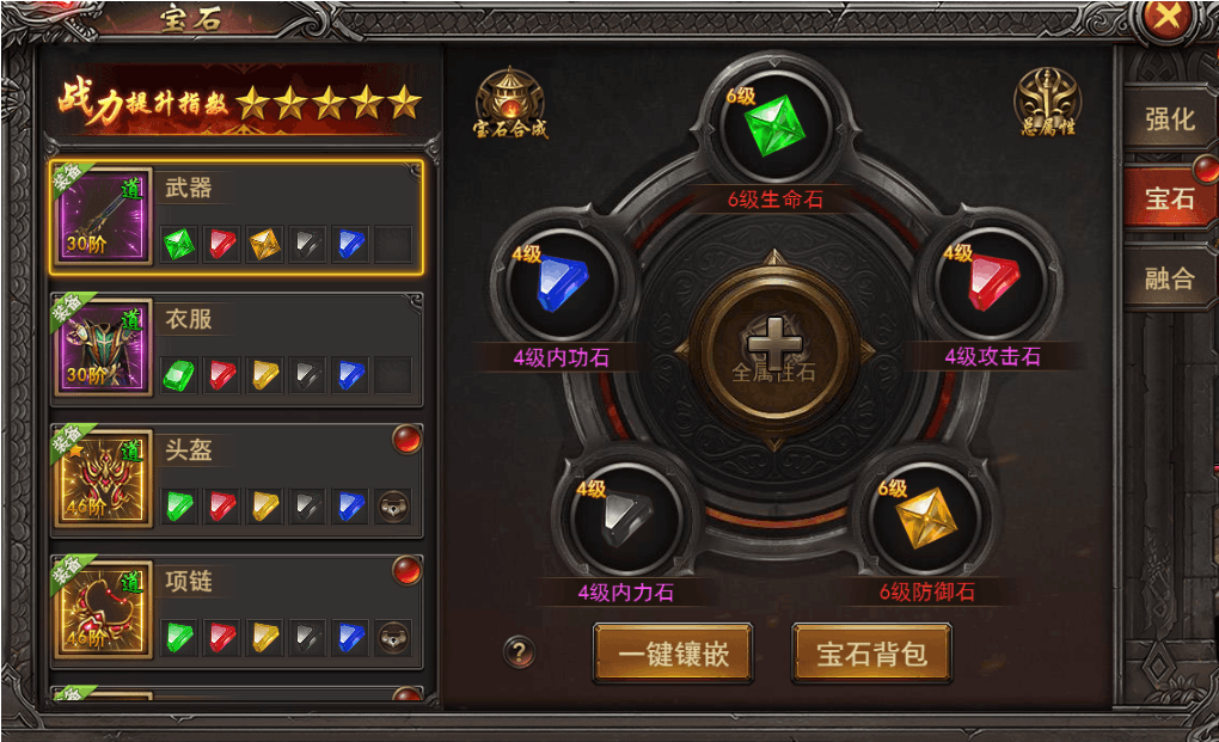 宝石
战力提升指数
装备
道
30阶
武器
装备
道
30阶
衣服
装备
道
46阶
头盔
装备
道
46阶
项链
装备
宝石合成
总属性
6级
6级生命石
4级
4级内功石
4级
4级攻击石
全属性石
4级
4级内力石
6级
6级防御石
?
一键镶嵌
宝石背包
强化
宝石
融合